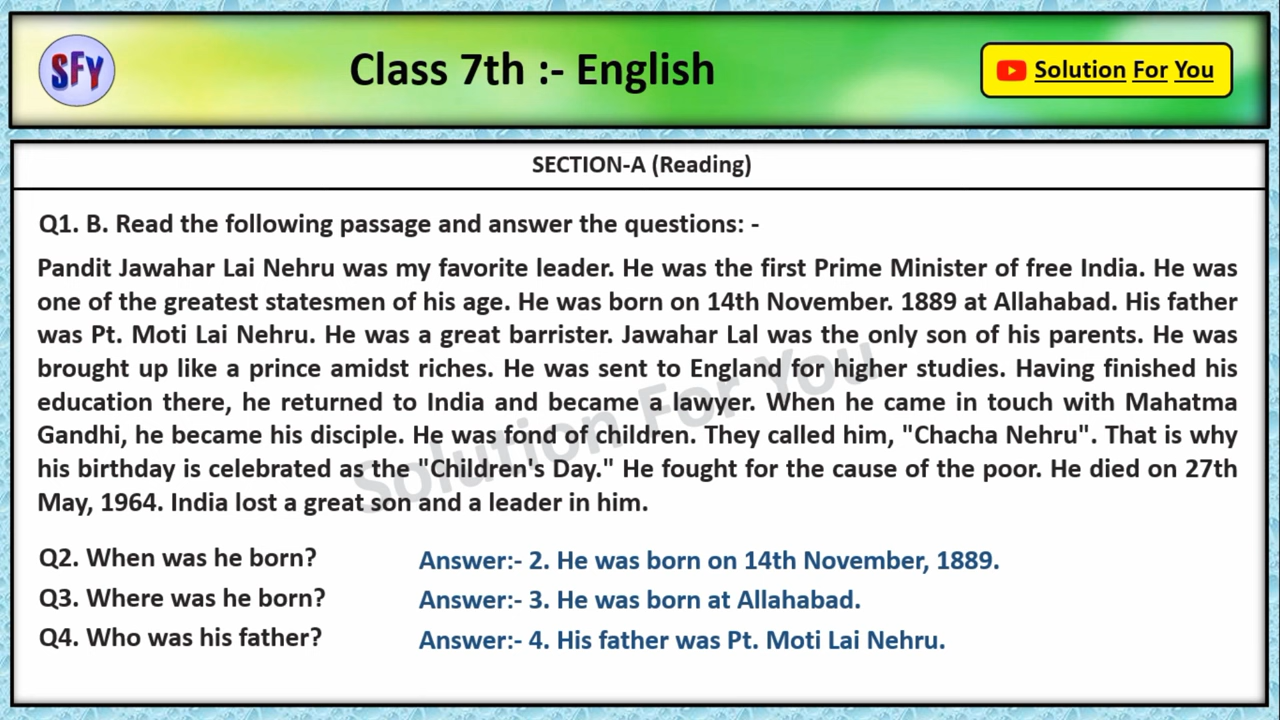 SFY
Class 7th :- English
Solution For You
SECTION-A (Reading)
Q1. B. Read the following passage and answer the questions: -
Pandit Jawahar Lai Nehru was my favorite leader. He was the first Prime Minister of free India. He was
one of the greatest statesmen of his age. He was born on 14th November. 1889 at Allahabad. His father
was Pt. Moti Lai Nehru. He was a great barrister. Jawahar Lal was the only son of his parents. He was
brought up like a prince amidst riches. He was sent to England for higher studies. Having finished his
education there, he returned to India and became a lawyer. When he came in touch with Mahatma
Gandhi, he became his disciple. He was fond of children. They called him, "Chacha Nehru". That is why
his birthday is celebrated as the "Children's Day." He fought for the cause of the poor. He died on 27th
May, 1964. India lost a great son and a leader in him.
Solution For You
Q2. When was he born? Answer:- 2. He was born on 14th November, 1889.
Q3. Where was he born? Answer:- 3. He was born at Allahabad.
Q4. Who was his father? Answer:- 4. His father was Pt. Moti Lai Nehru.